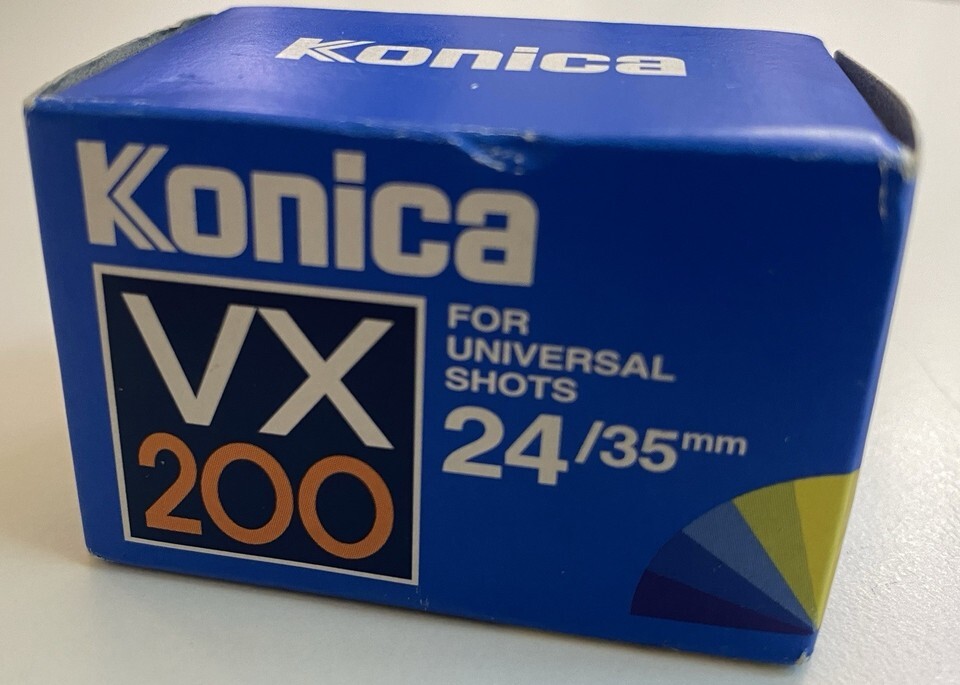 Konica
Konica
VX
200
FOR
UNIVERSAL
SHOTS
24/35mm